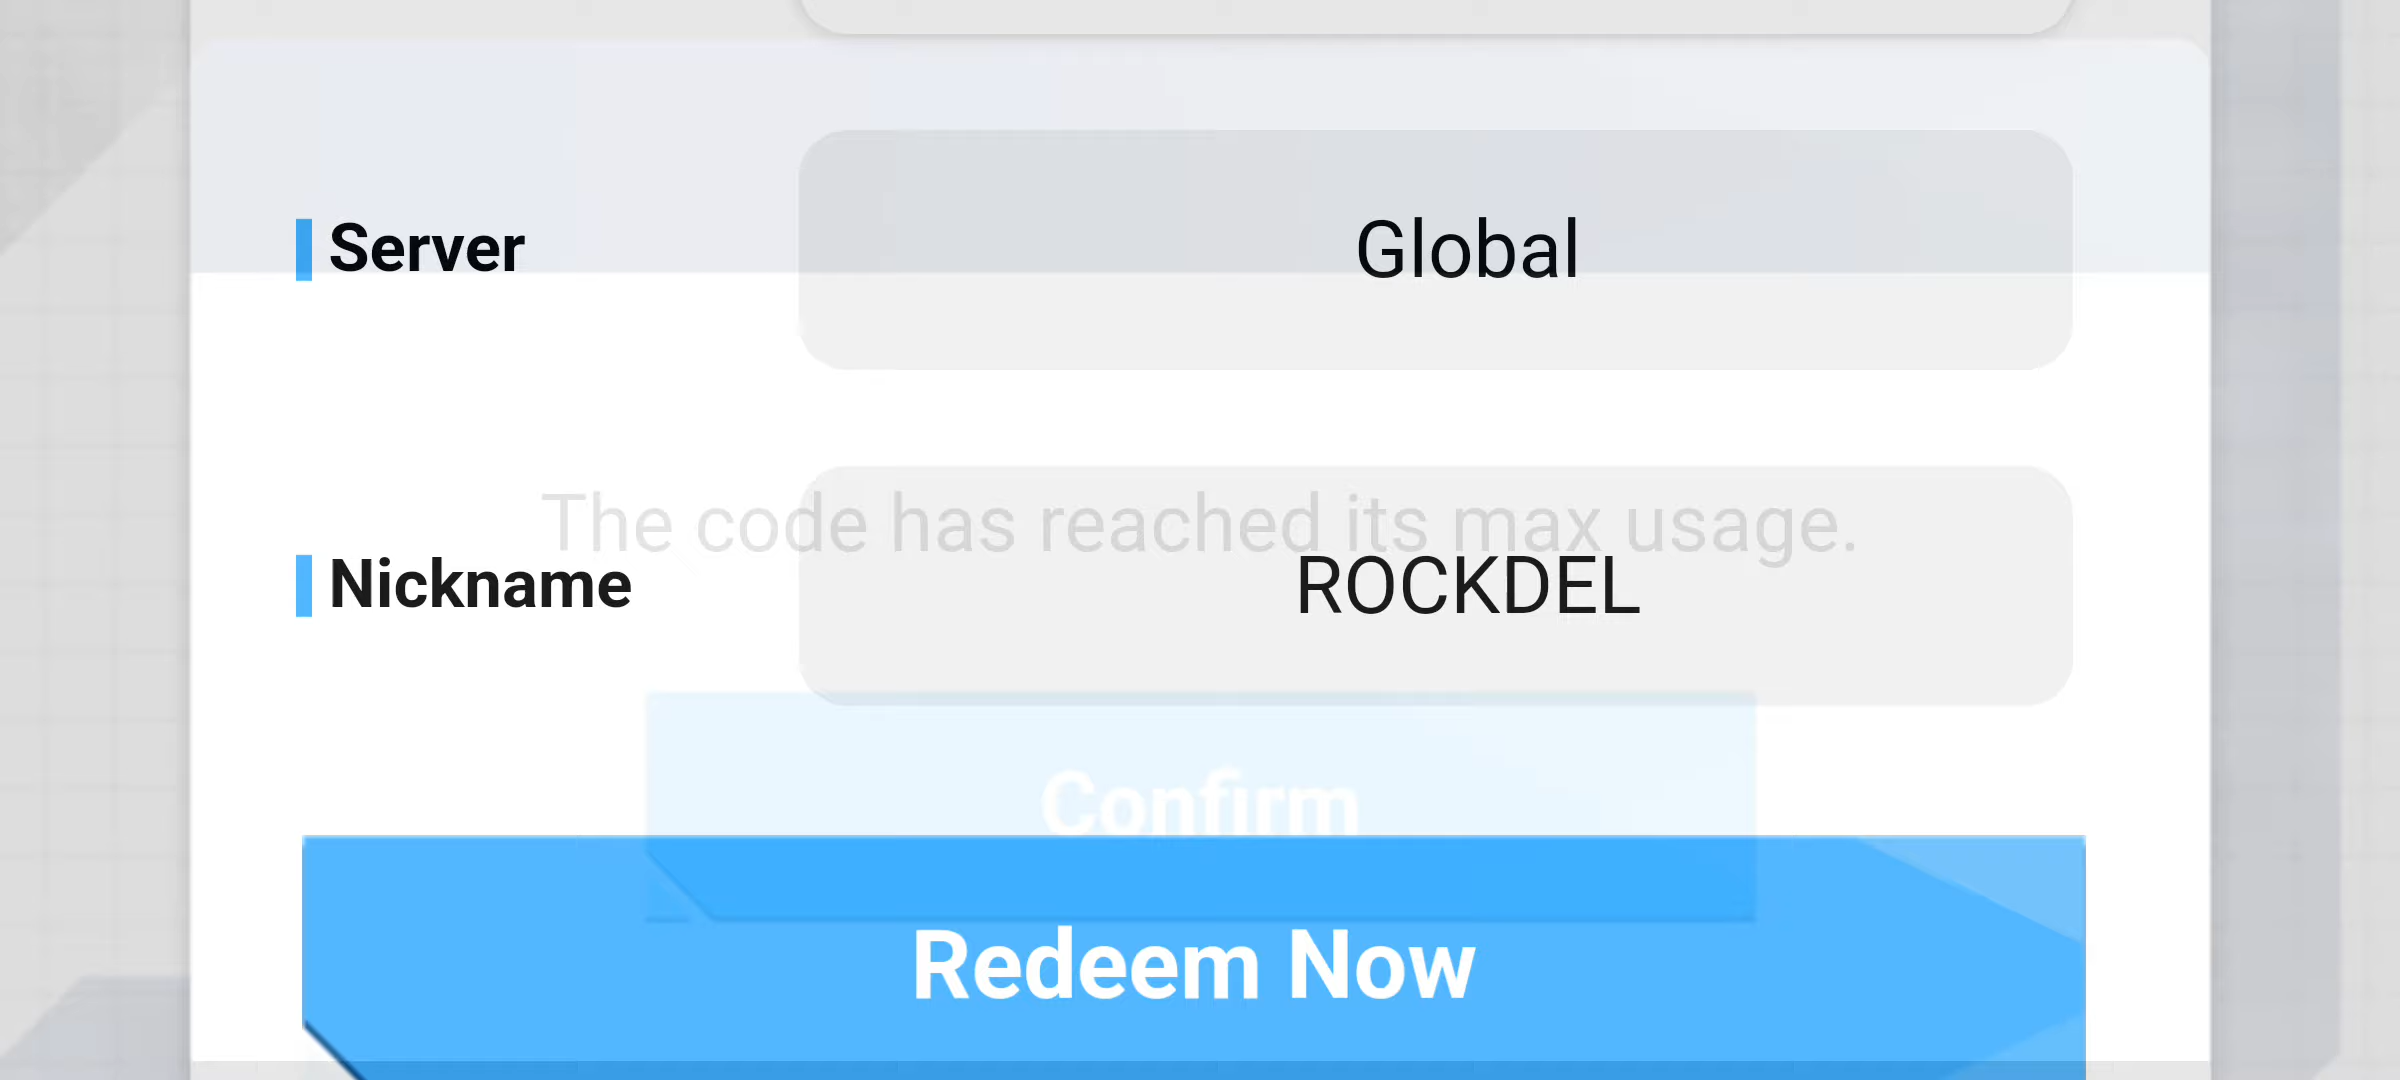 Server
Global
The code has reached its max usage.
Nickname
ROCKDEL
Confirm
Redeem Now